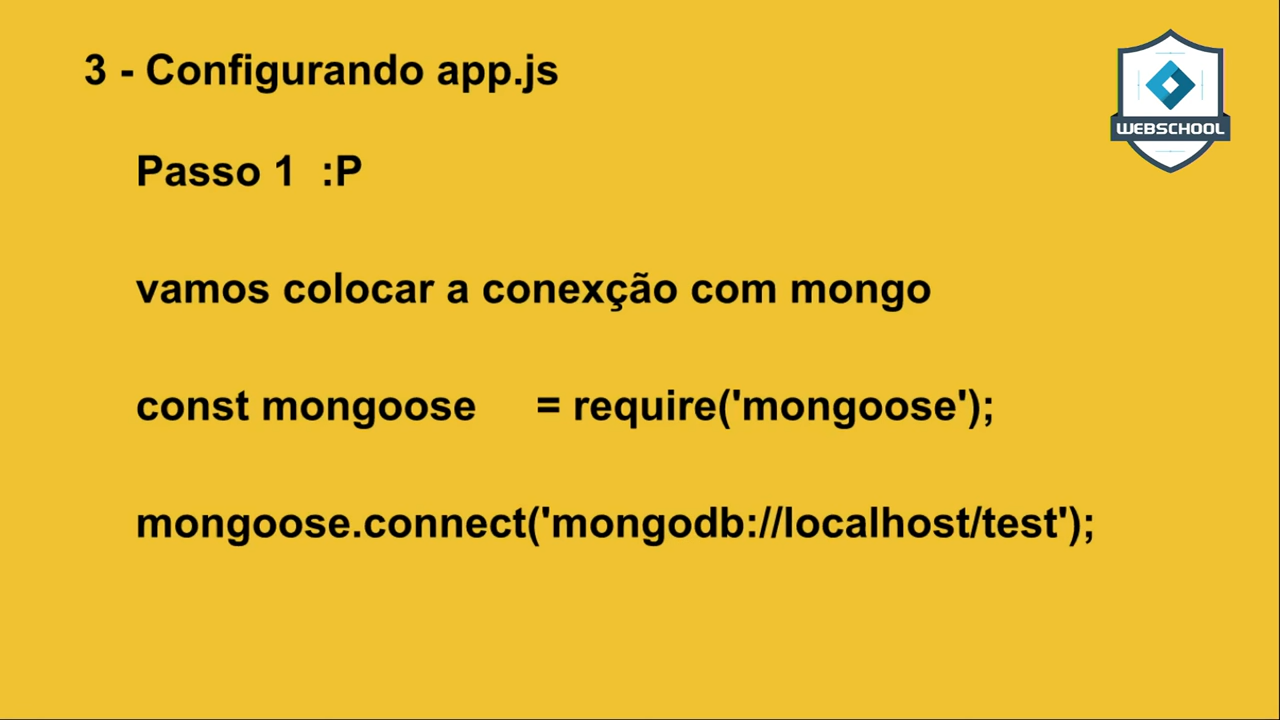 3 - Configurando app.js
WEBSCHOOL
Passo 1  :P
vamos colocar a conexção com mongo
const mongoose     = require('mongoose');
mongoose.connect('mongodb://localhost/test');